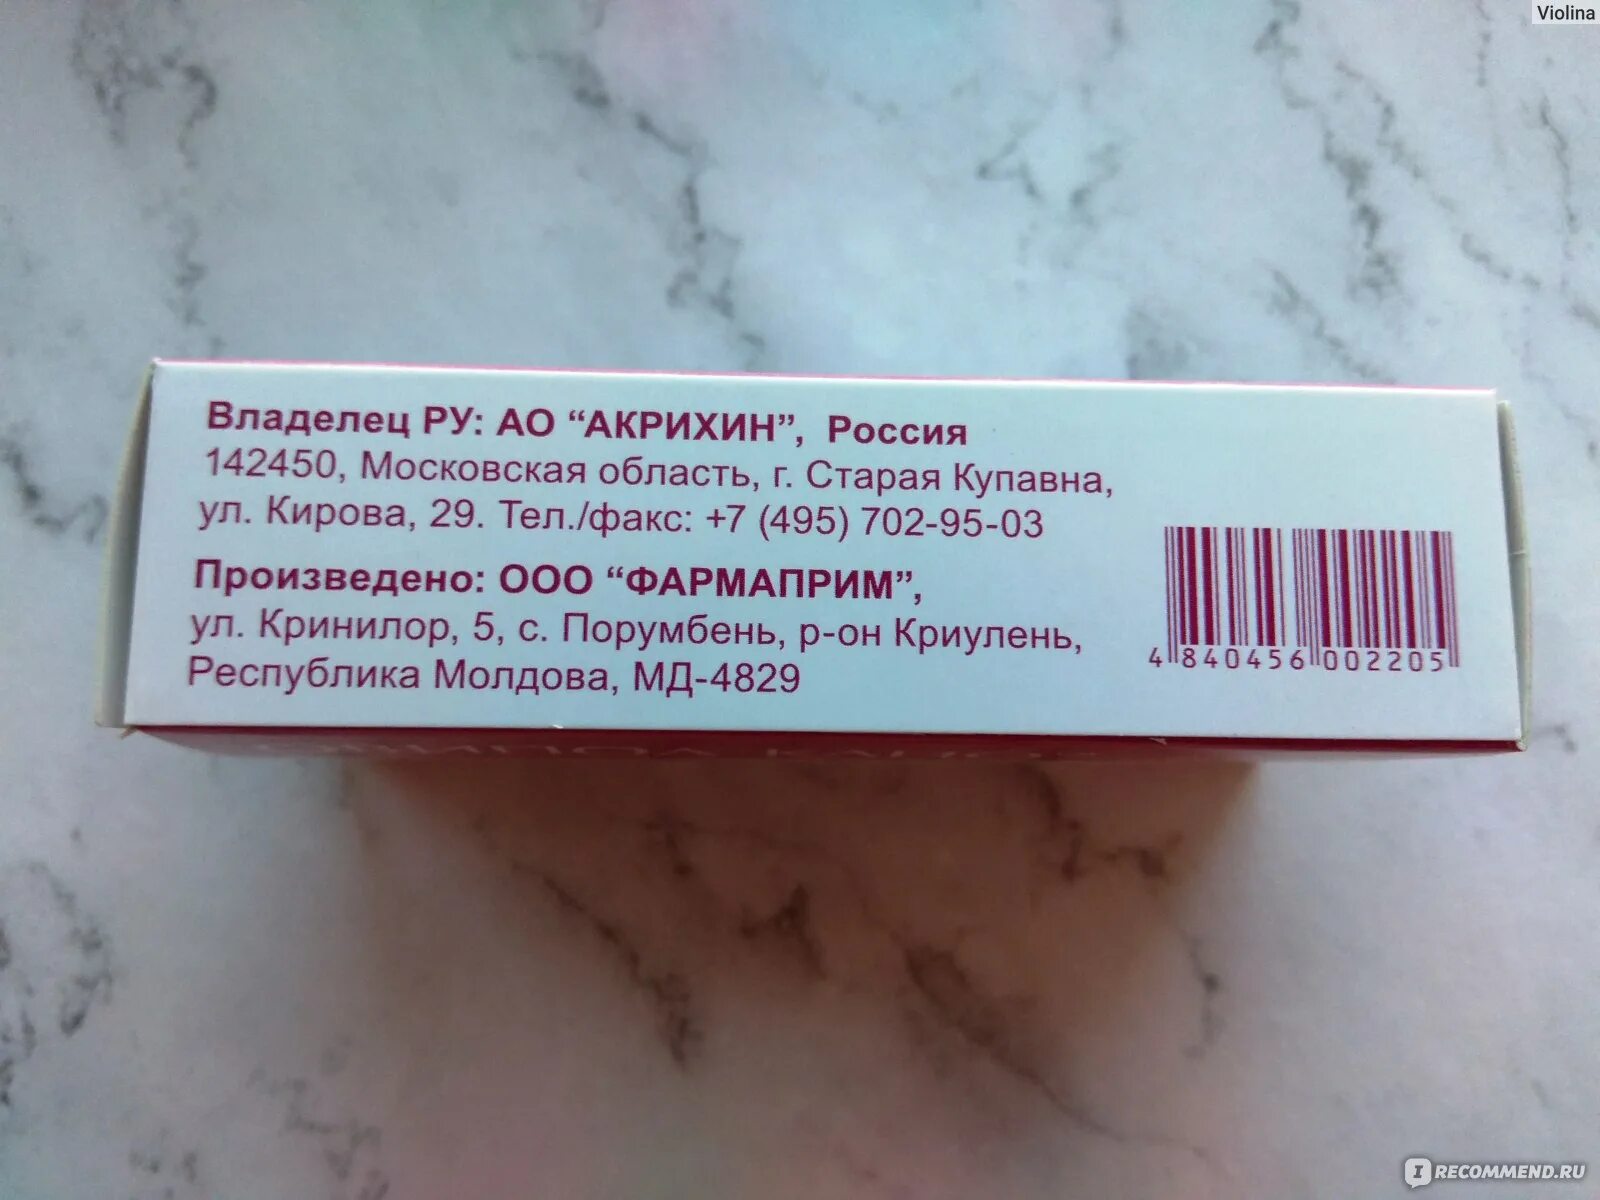 Violina
Владелец РУ: АО “АКРИХИН”, Россия
142450, Московская область, г. Старая Купавна,
ул. Кирова, 29. Тел./факс: +7 (495) 702-95-03
Произведено: ООО “ФАРМАПРИМ”,
ул. Кринилор, 5, с. Порумбень, р-он Криулень,
Республика Молдова, МД-4829
4 840456 002205
IRECOMMEND.RU